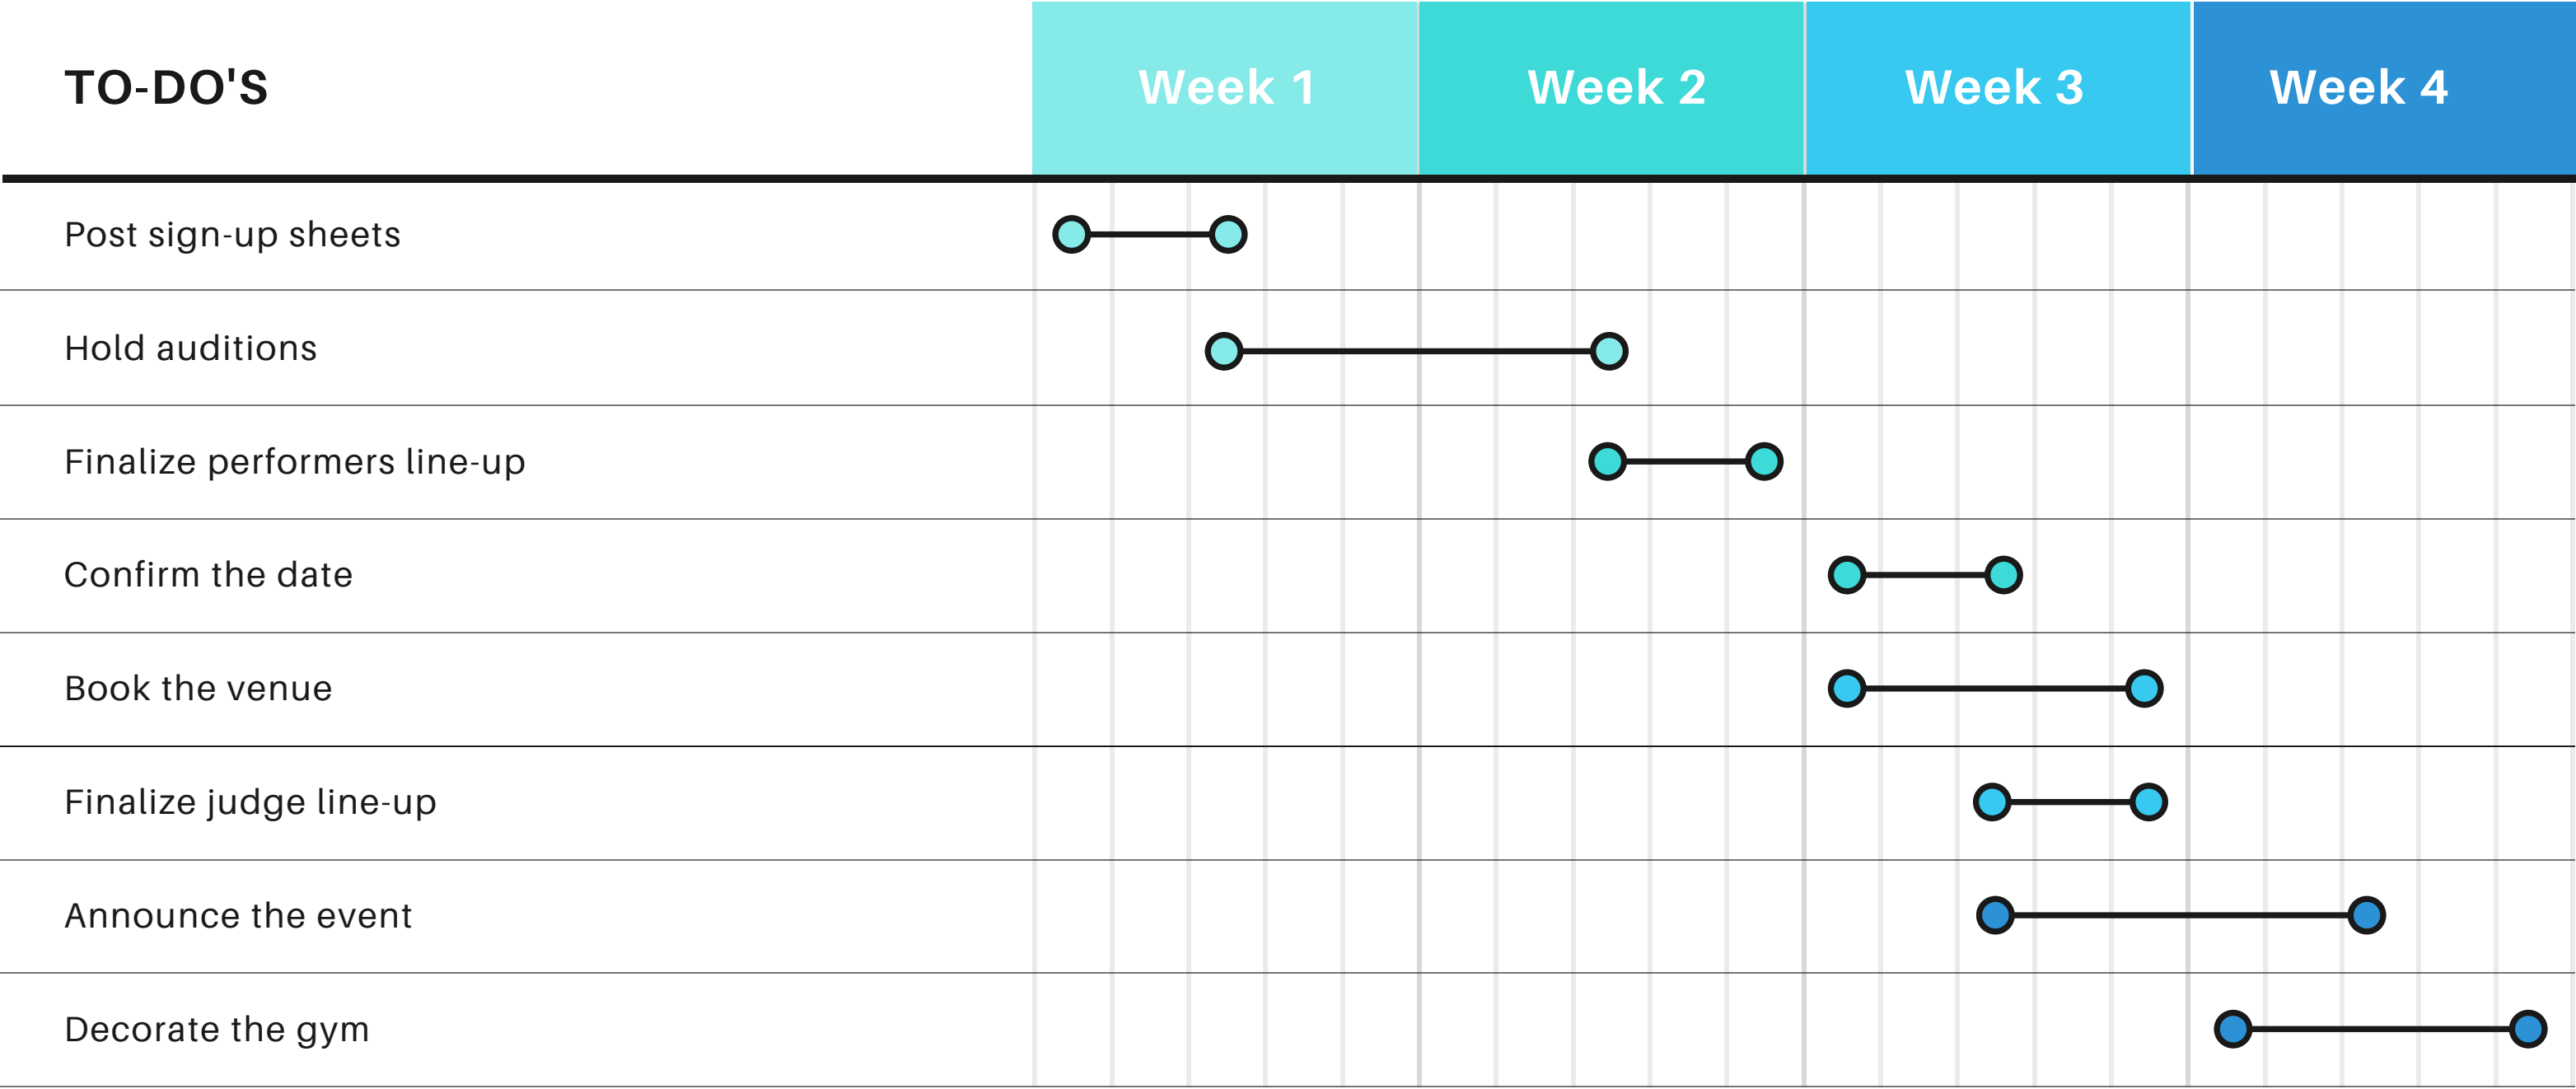 TO-DO'S
Week 1
Week 2
Week 3
Week 4
Post sign-up sheets
Hold auditions
Finalize performers line-up
Confirm the date
Book the venue
Finalize judge line-up
Announce the event
Decorate the gym